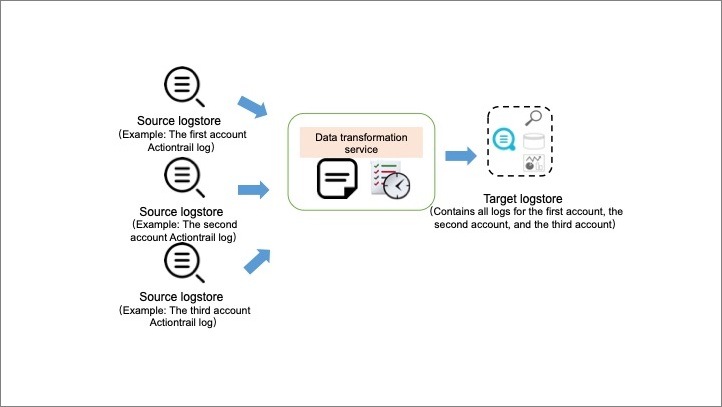 Source logstore
(Example: The first account
Actiontrail log)
Source logstore
(Example: The second
account Actiontrail log)
Source logstore
(Example: The third account
Actiontrail log)
Data transformation
service
Target logstore
(Contains all logs for the first account, the
second account, and the third account)